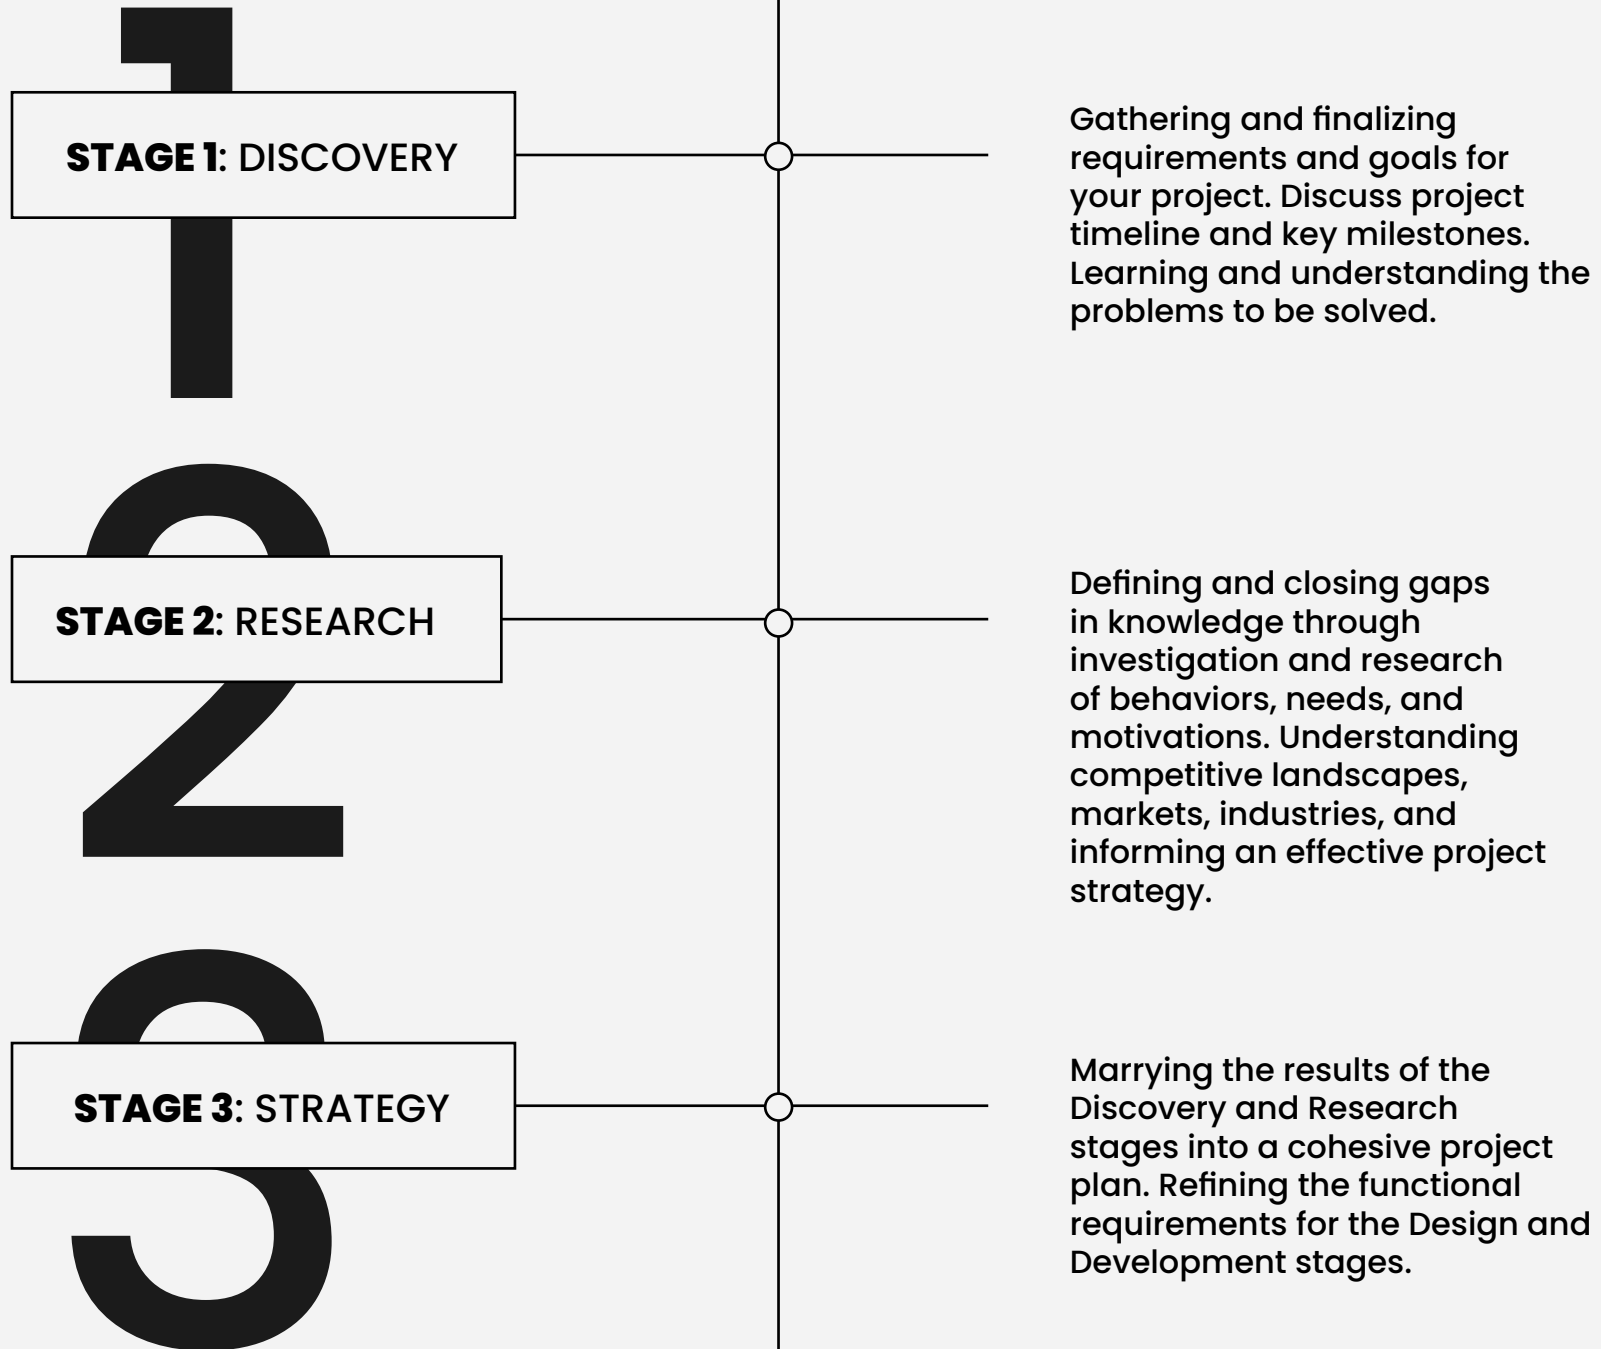 1
STAGE 1: DISCOVERY
Gathering and finalizing
requirements and goals for
your project. Discuss project
timeline and key milestones.
Learning and understanding the
problems to be solved.
2
STAGE 2: RESEARCH
Defining and closing gaps
in knowledge through
investigation and research
of behaviors, needs, and
motivations. Understanding
competitive landscapes,
markets, industries, and
informing an effective project
strategy.
3
STAGE 3: STRATEGY
Marrying the results of the
Discovery and Research
stages into a cohesive project
plan. Refining the functional
requirements for the Design and
Development stages.